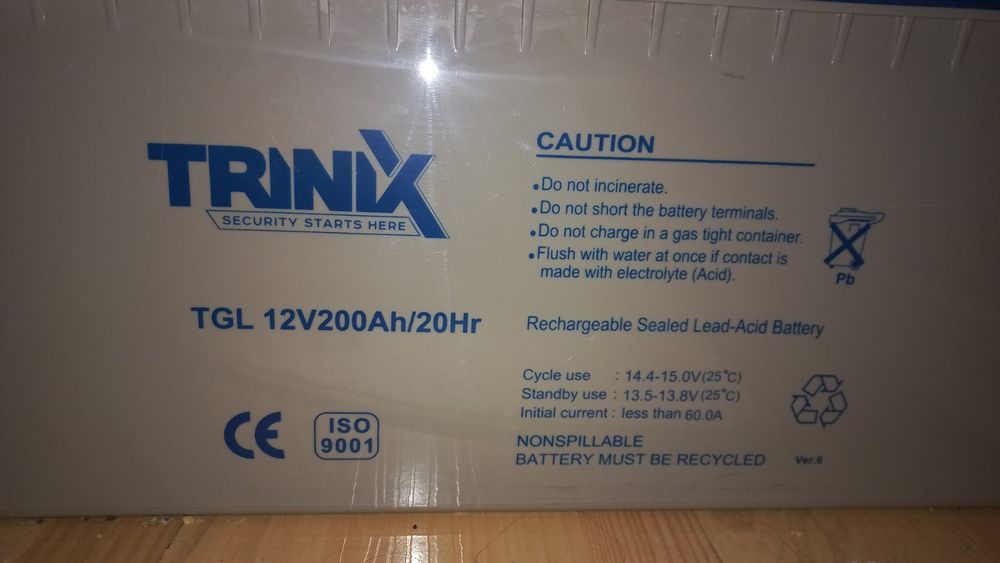 TRINIX
SECURITY STARTS HERE
TGL 12V200Ah/20Hr
CE
ISO
9001
CAUTION
•Do not incinerate.
•Do not short the battery terminals.
•Do not charge in a gas tight container.
•Flush with water at once if contact is
made with electrolyte (Acid).
Pb
Rechargeable Sealed Lead-Acid Battery
Cycle use : 14.4-15.0V(25°C)
Standby use : 13.5-13.8V(25°C)
Initial current : less than 60.0A
NONSPILLABLE
BATTERY MUST BE RECYCLED
Ver.6